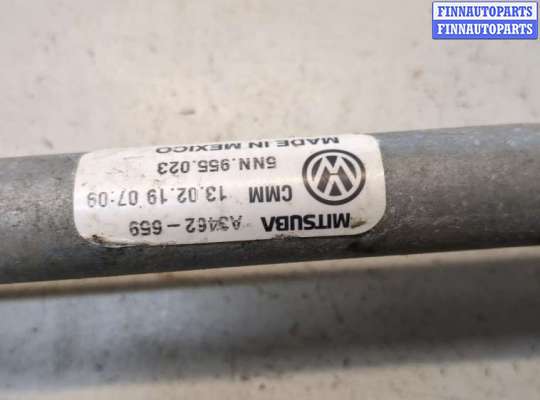 FINNAUTOPARTS
FINNAUTOPARTS
MITSUBA A3462-659
CMM 13.02.19 07:09
5NN.955.023
MADE IN MEXICO